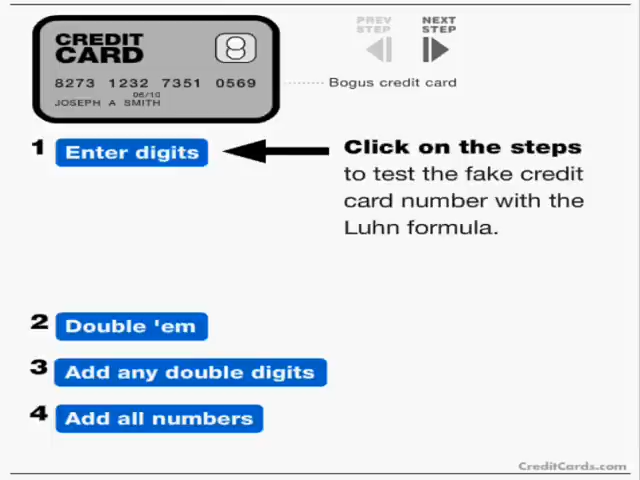 CREDIT
CARD
8
8273 1232 7351 0569
06/10
JOSEPH A SMITH
PREV
STEP
NEXT
STEP
Bogus credit card
1 Enter digits
Click on the steps
to test the fake credit
card number with the
Luhn formula.
2 Double 'em
3 Add any double digits
4 Add all numbers
CreditCards.com